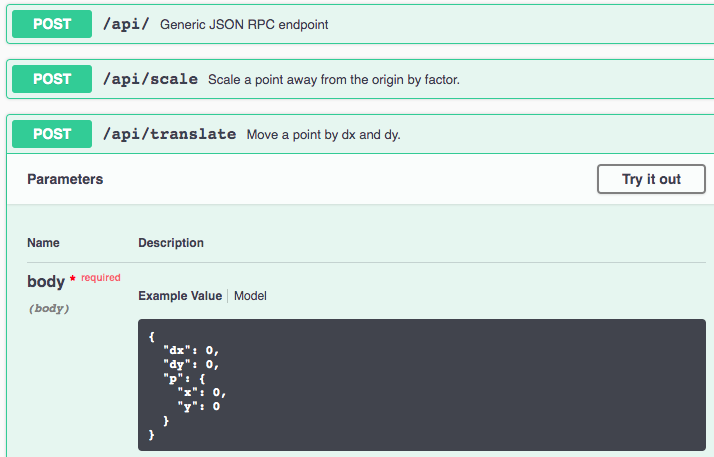 POST /api/ Generic JSON RPC endpoint
POST /api/scale Scale a point away from the origin by factor.
POST /api/translate Move a point by dx and dy.
Parameters Try it out
Name Description
body * required
(body)
Example Value Model
{
"dx": 0,
"dy": 0,
"p": {
"x": 0,
"y": 0
}
}